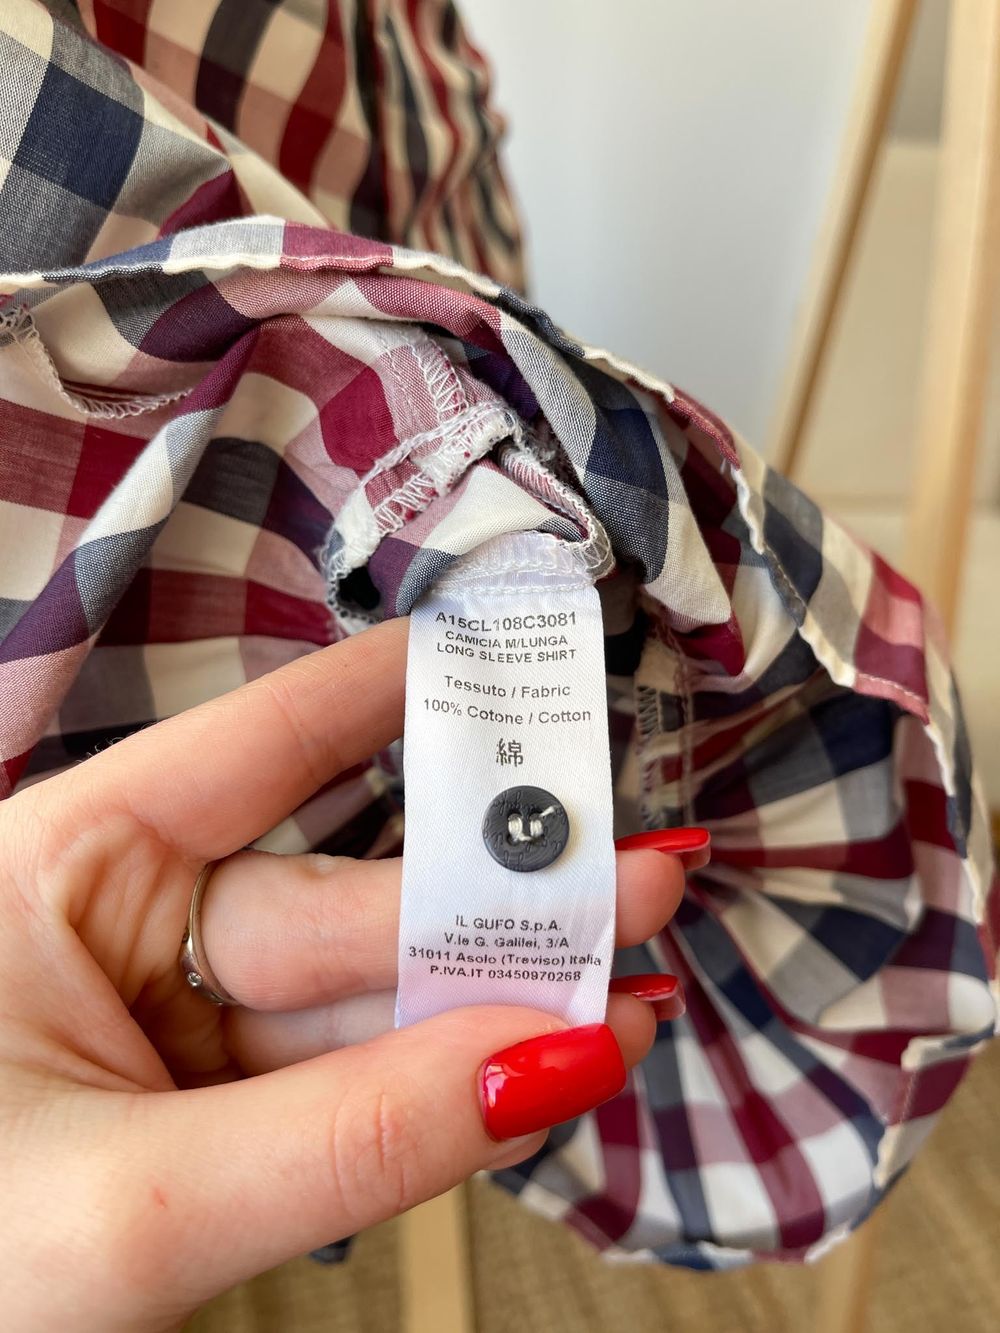 A15CL108C3081
CAMICIA M/LUNGA
LONG SLEEVE SHIRT
Tessuto / Fabric
100% Cotone / Cotton
綿
IL GUFO S.p.A.
V.le G. Galilei, 3/A
31011 Asolo (Treviso) Italia
P.IVA.IT 03450970268